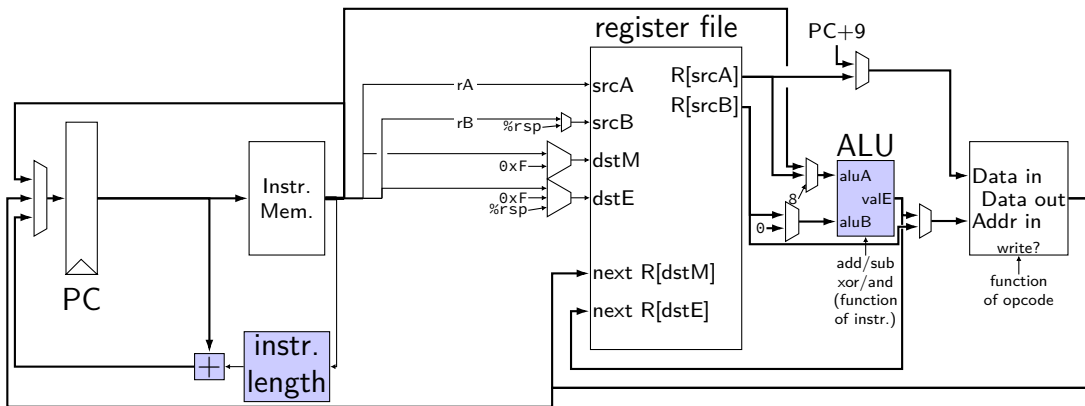 register file
PC+9
R[srcA]
R[srcB]
rA
srcA
rB
%rsp
srcB
dstM
0xF
dstE
0xF
%rsp
ALU
aluA
valE
aluB
8
0
Instr.
Mem.
Data in
Data out
Addr in
write?
add/sub
xor/and
(function
of instr.)
function
of opcode
next R[dstM]
next R[dstE]
PC
+
instr.
length